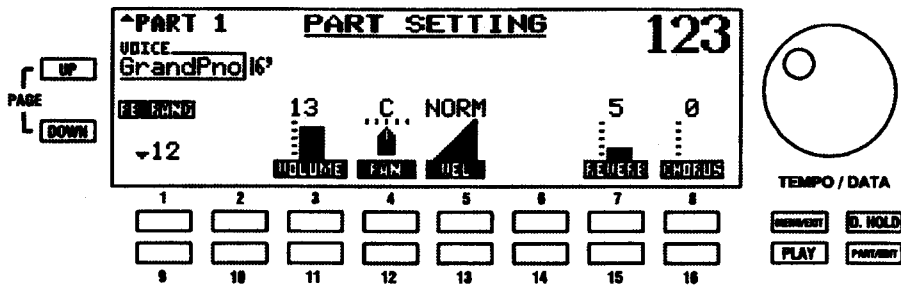 PART 1 PART SETTING 123
VOICE
GrandPno 16'
UP
PAGE
DOWN
13 C NORM 5 0
12
VOLUME PAN VEL REVERB CHORUS
TEMPO / DATA
1 2 3 4 5 6 7 8
D. HOLD
PLAY PART/EDIT
9 10 11 12 13 14 15 16